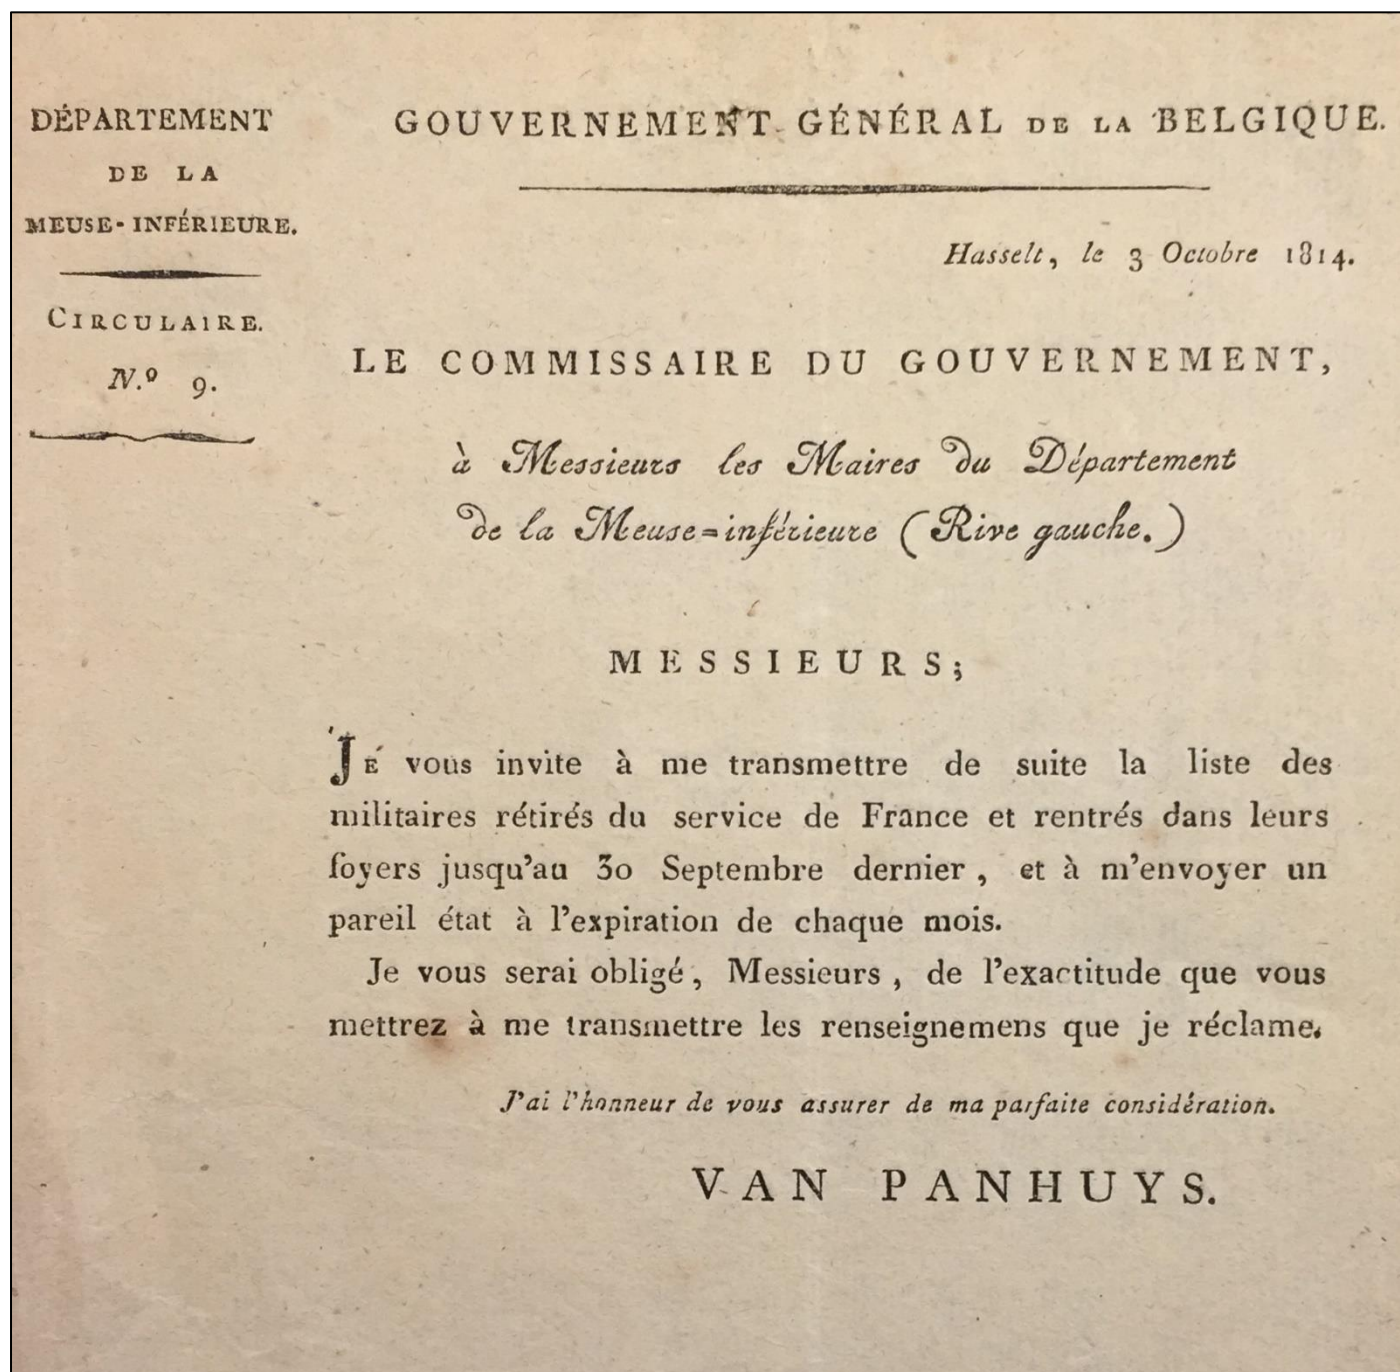 DÉPARTEMENT
DE LA
MEUSE-INFÉRIEURE.
CIRCULAIRE.
N.º 9.
GOUVERNEMENT GÉNÉRAL DE LA BELGIQUE.
Hasselt, le 3 Octobre 1814.
LE COMMISSAIRE DU GOUVERNEMENT,
à Messieurs les Maires du Département
de la Meuse=inférieure (Rive gauche.)
MESSIEURS;
JE vous invite à me transmettre de suite la liste des
militaires rétirés du service de France et rentrés dans leurs
foyers jusqu'au 30 Septembre dernier, et à m'envoyer un
pareil état à l'expiration de chaque mois.
Je vous serai obligé, Messieurs, de l'exactitude que vous
mettrez à me transmettre les renseignemens que je réclame.
J'ai l'honneur de vous assurer de ma parfaite considération.
VAN PANHUYS.